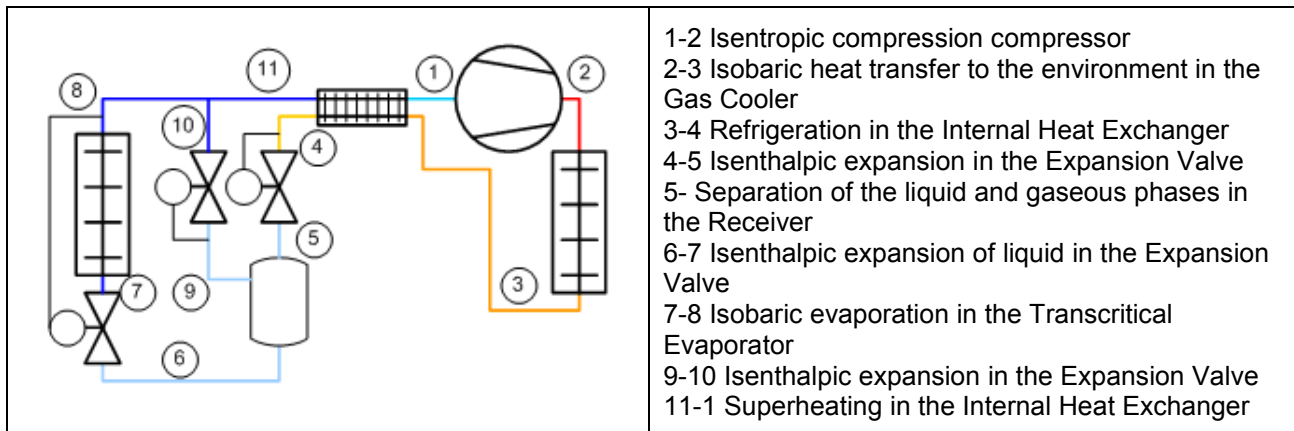 11
1
2
8
10
4
5
3
7
9
6
1-2 Isentropic compression compressor
2-3 Isobaric heat transfer to the environment in the
Gas Cooler
3-4 Refrigeration in the Internal Heat Exchanger
4-5 Isenthalpic expansion in the Expansion Valve
5- Separation of the liquid and gaseous phases in
the Receiver
6-7 Isenthalpic expansion of liquid in the Expansion
Valve
7-8 Isobaric evaporation in the Transcritical
Evaporator
9-10 Isenthalpic expansion in the Expansion Valve
11-1 Superheating in the Internal Heat Exchanger